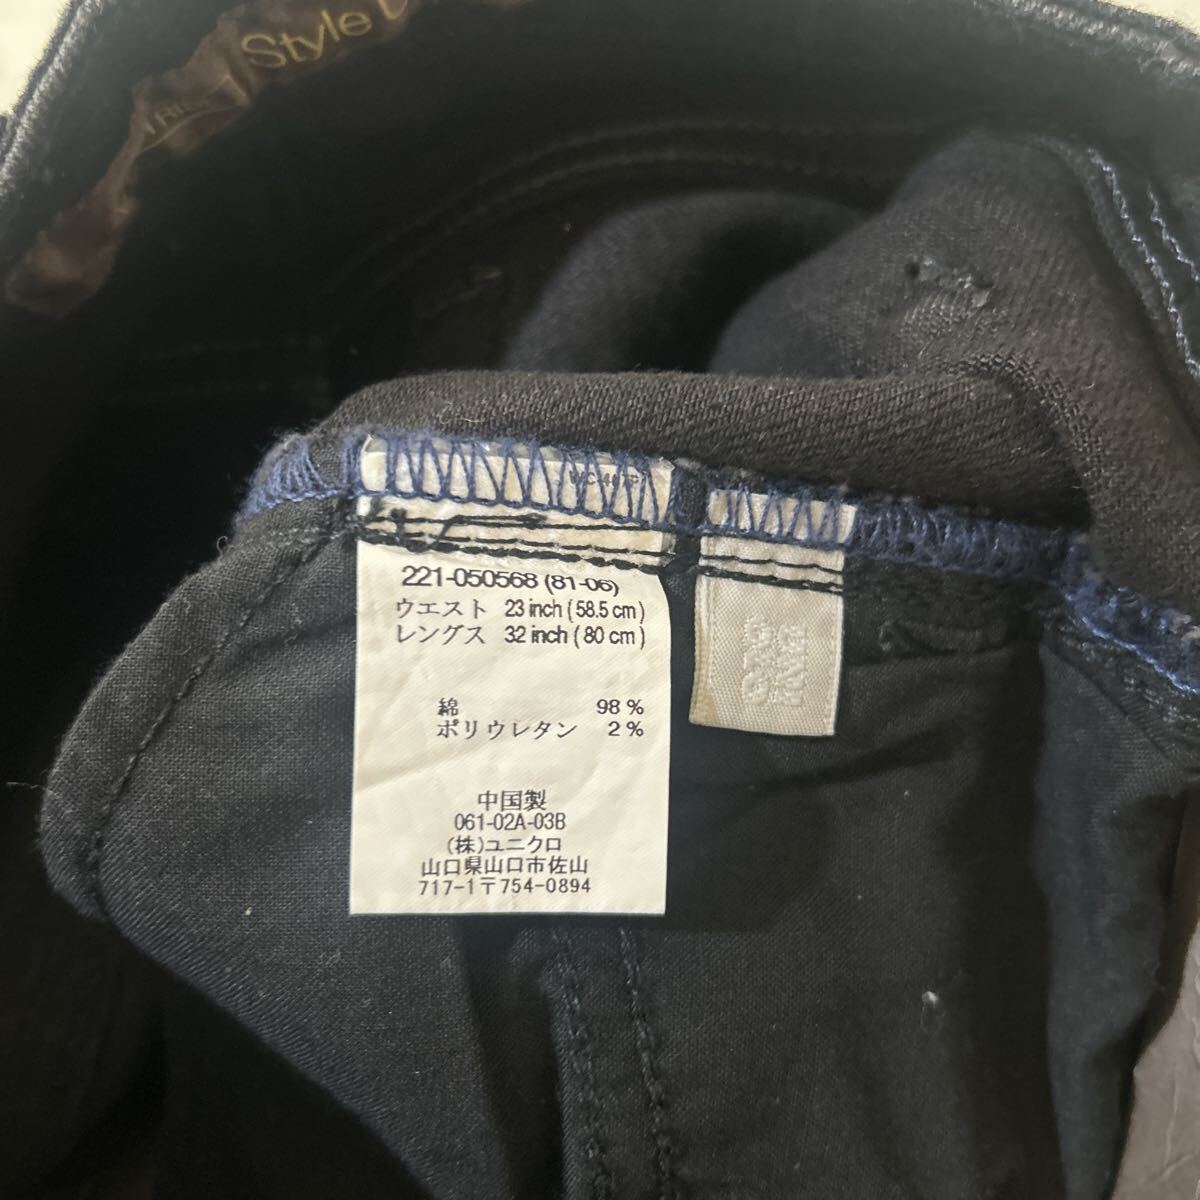 Style
221-050568 (81-06)
ウエスト 23 inch ( 58.5 cm )
レングス 32 inch ( 80 cm )
綿 98 %
ポリウレタン 2 %
中国製
061-02A-03B
(株)ユニクロ
山口県山口市佐山
717-1〒754-0894